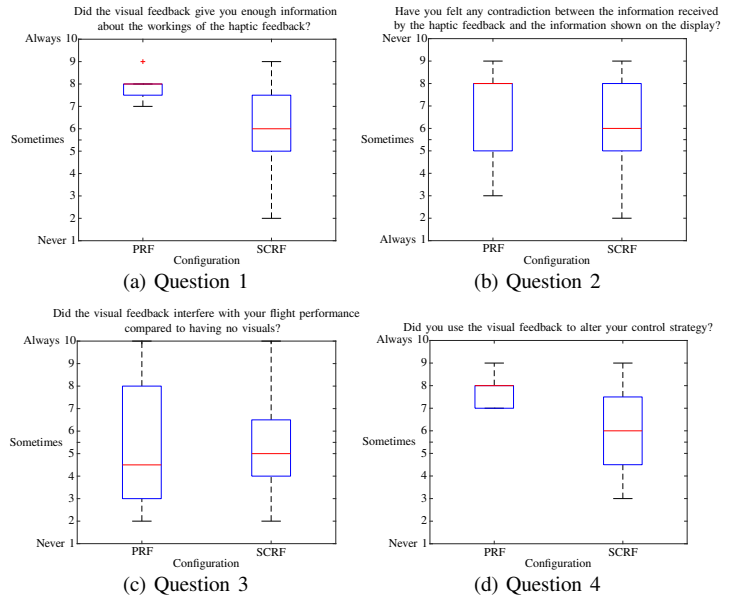 Did the visual feedback give you enough information
about the workings of the haptic feedback?
Always 10
9
8
7
6
Sometimes
5
4
3
2
Never 1
PRF SCRF
Configuration
(a) Question 1
Have you felt any contradiction between the information received
by the haptic feedback and the information shown on the display?
Never 10
9
8
7
6
Sometimes
5
4
3
2
Always 1
PRF SCRF
Configuration
(b) Question 2
Did the visual feedback interfere with your flight performance
compared to having no visuals?
Always 10
9
8
7
6
Sometimes
5
4
3
2
Never 1
PRF SCRF
Configuration
(c) Question 3
Did you use the visual feedback to alter your control strategy?
Always 10
9
8
7
6
Sometimes
5
4
3
2
Never 1
PRF SCRF
Configuration
(d) Question 4